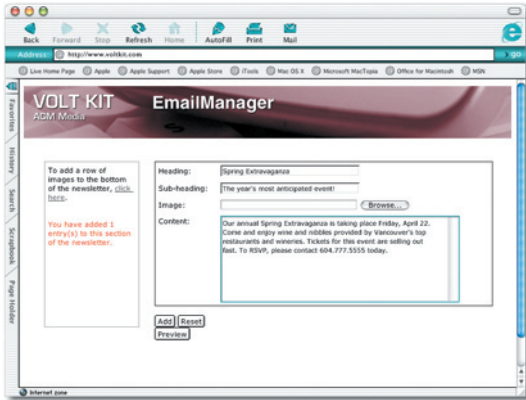 Back Forward Stop Refresh Home AutoFill Print Mail
Address: http://www.voltkit.com go
Live Home Page Apple Apple Support Apple Store iTools Mac OS X Microsoft MacTopia Office for Macintosh MSN
Favorites
History
Search
Scrapbook
Page Holder
VOLT KIT EmailManager
ADM Media
To add a row of
images to the bottom
of the newsletter, click
here.
You have added 1
entry(s) to this section
of the newsletter.
Heading: Spring Extravaganza
Sub-heading: The year's most anticipated event!
Image: Browse...
Content: Our annual Spring Extravaganza is taking place Friday, April 22.
Come and enjoy wine and nibbles provided by Vancouver's top
restaurants and wineries. Tickets for this event are selling out
fast. To RSVP, please contact 604.777.5555 today.
Add Reset
Preview
Internet zone